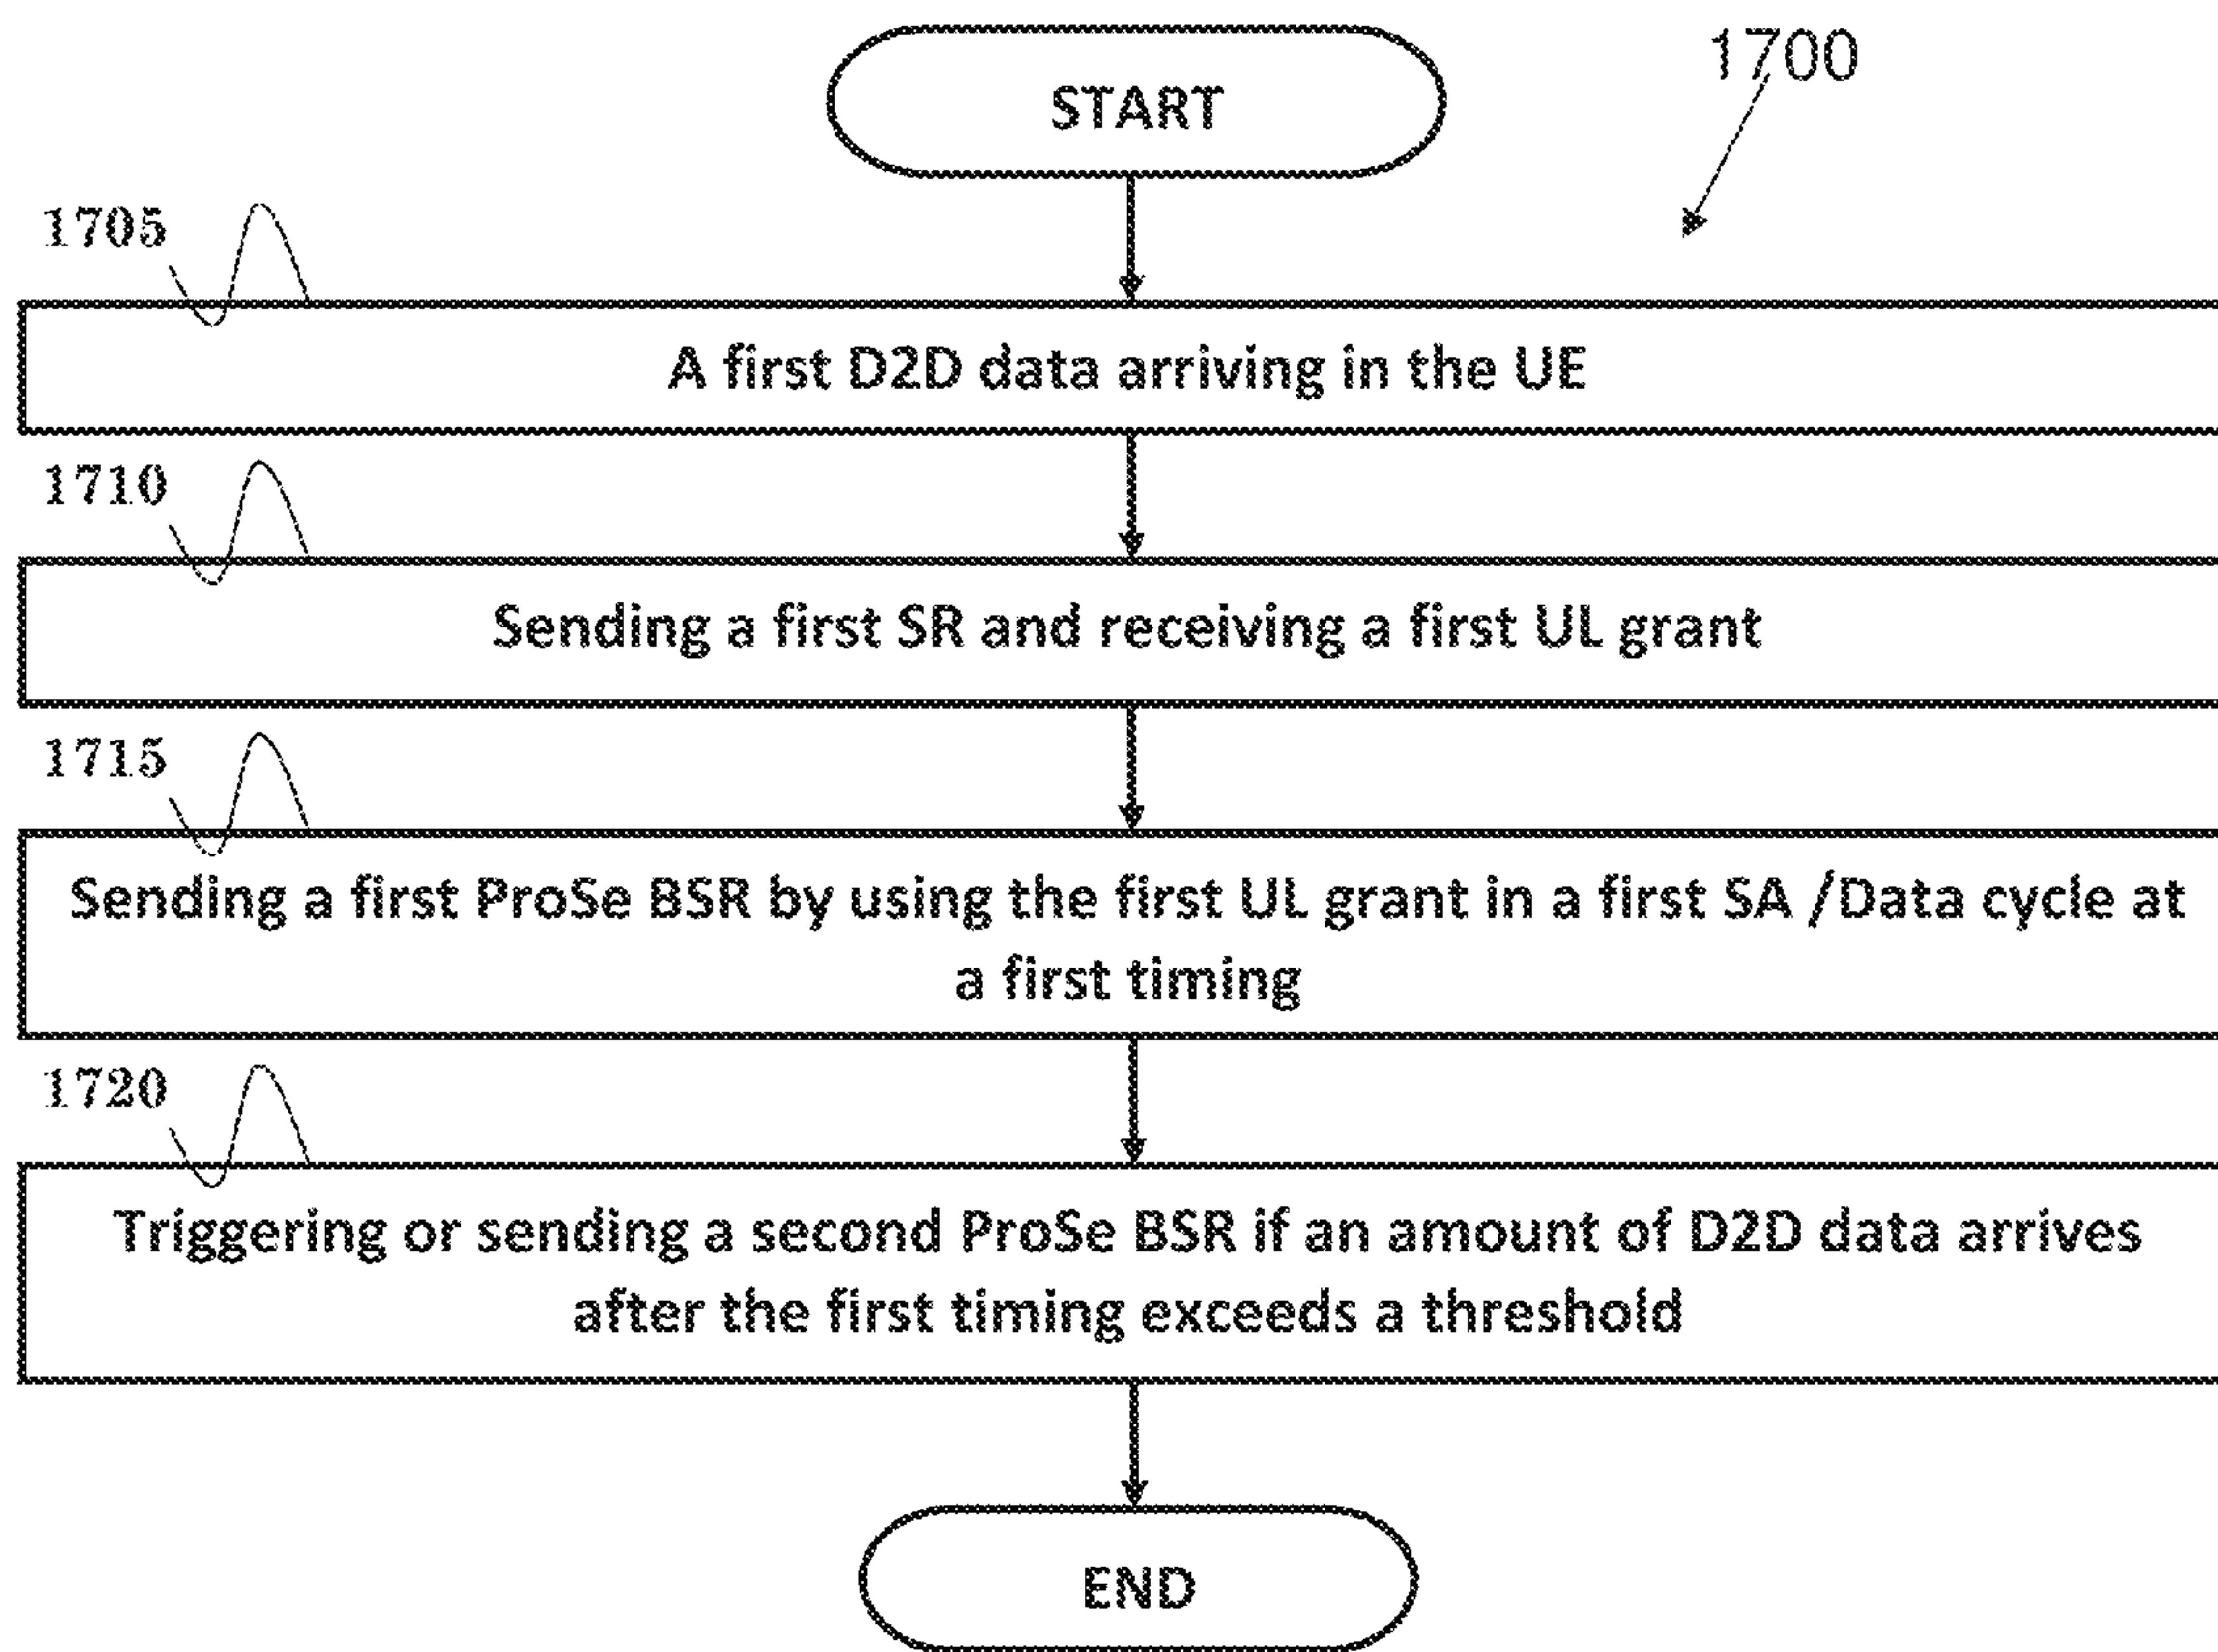 START
1700
1705
A first D2D data arriving in the UE
1710
Sending a first SR and receiving a first UL grant
1715
Sending a first ProSe BSR by using the first UL grant in a first SA /Data cycle at
a first timing
1720
Triggering or sending a second ProSe BSR if an amount of D2D data arrives
after the first timing exceeds a threshold
END